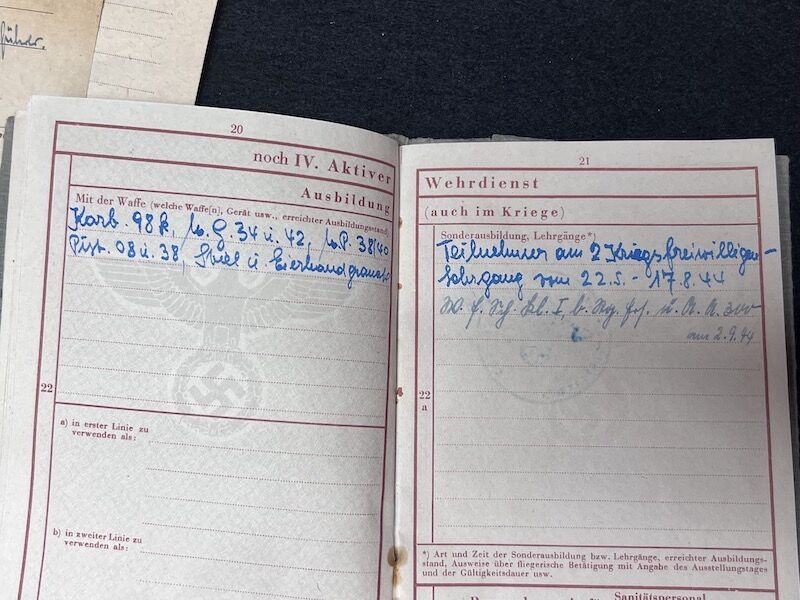 führer.
20
noch IV. Aktiver
Ausbildung
Mit der Waffe (welche Waffe[n], Gerät usw., erreichter Ausbildungsstand)
Karb. 98k, M.G. 34 u. 42, M.P. 38/40
Pist. 08 u. 38, Stiel u Eierhandgranate
22
a) in erster Linie zu
verwenden als:
b) in zweiter Linie zu
verwenden als:
21
Wehrdienst
(auch im Kriege)
Sonderausbildung, Lehrgänge*)
Teilnehmer am 2 Kriegsfreiwilligen-
Lehrgang vom 22.5. - 17.8.44
Kl. I, b.
am 2.9.44
22
a
*) Art und Zeit der Sonderausbildung bzw. Lehrgänge, erreichter Ausbildungs-
stand, Ausweise über fliegerische Betätigung mit Angabe des Ausstellungstages
und der Gültigkeitsdauer usw.
Sanitätspersonal